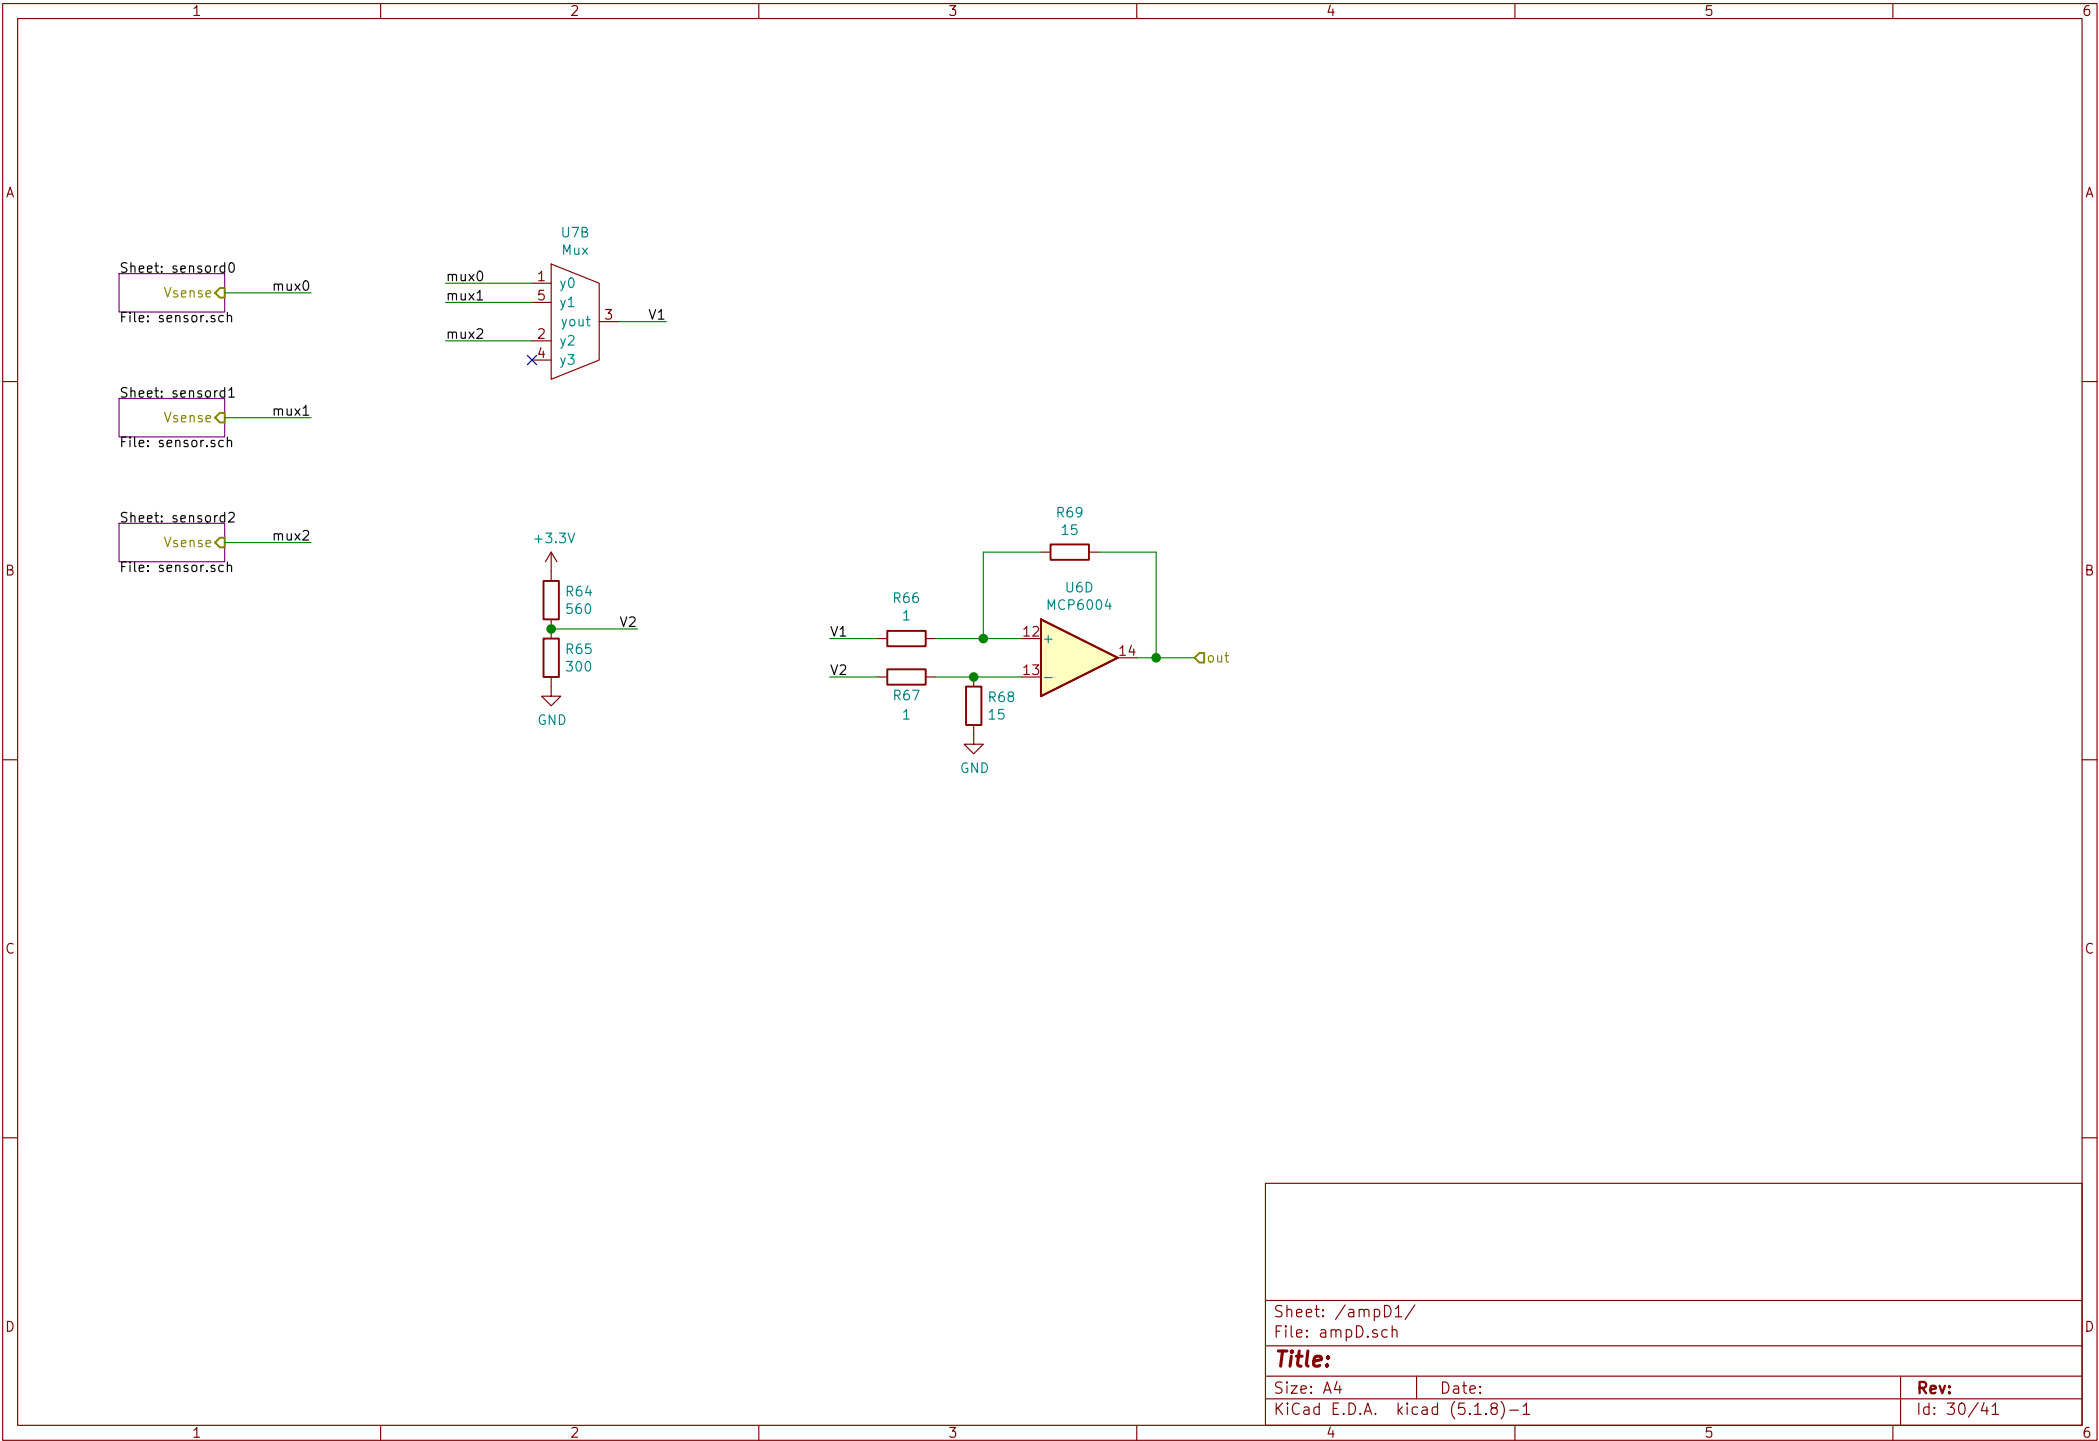 1 2 3 4 5 6
A A
B B
C C
D D
Sheet: sensord0
Vsense
mux0
File: sensor.sch
Sheet: sensord1
Vsense
mux1
File: sensor.sch
Sheet: sensord2
Vsense
mux2
File: sensor.sch
U7B
Mux
mux0 1 y0
mux1 5 y1
yout 3 V1
mux2 2 y2
4 y3
+3.3V
R64
560
V2
R65
300
GND
R69
15
U6D
MCP6004
R66
1
V1 12 +
14 out
V2 13 -
R67
1
R68
15
GND
Sheet: /ampD1/
File: ampD.sch
Title:
Size: A4 Date: Rev:
KiCad E.D.A. kicad (5.1.8)-1 Id: 30/41
1 2 3 4 5 6